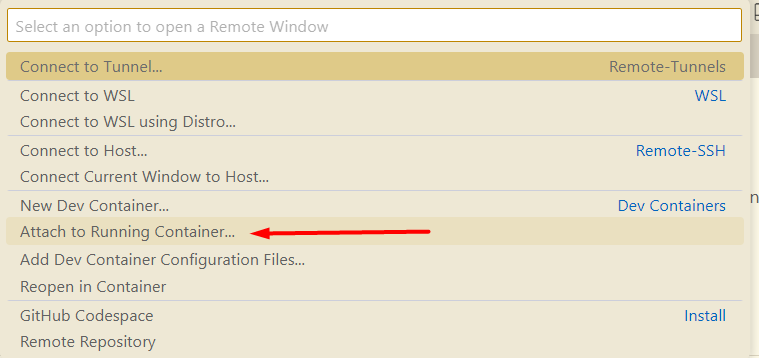 Select an option to open a Remote Window
Connect to Tunnel... Remote-Tunnels
Connect to WSL WSL
Connect to WSL using Distro...
Connect to Host... Remote-SSH
Connect Current Window to Host...
New Dev Container... Dev Containers
Attach to Running Container...
Add Dev Container Configuration Files...
Reopen in Container
GitHub Codespace Install
Remote Repository